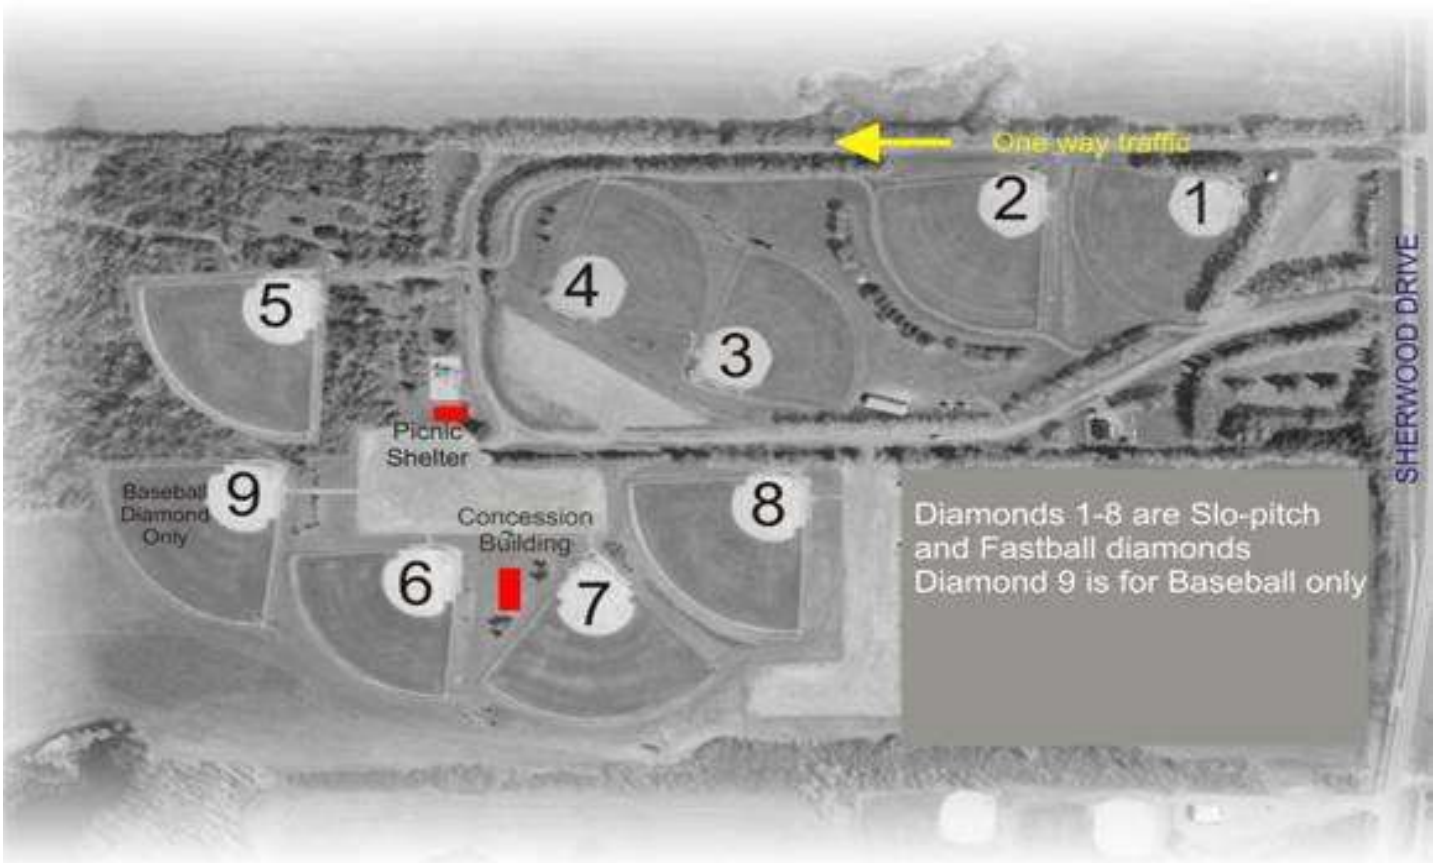 One way traffic
2
1
4
5
3
SHERWOOD DRIVE
Picnic
Shelter
9
Baseball
Diamond
Only
8
Concession
Building
6
7
Diamonds 1-8 are Slo-pitch
and Fastball diamonds
Diamond 9 is for Baseball only